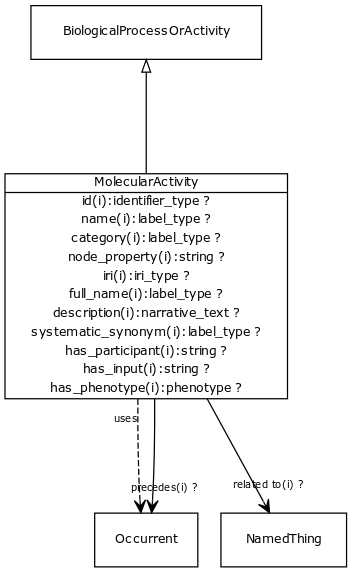 BiologicalProcessOrActivity
MolecularActivity
id(i):identifier_type ?
name(i):label_type ?
category(i):label_type ?
node_property(i):string ?
iri(i):iri_type ?
full_name(i):label_type ?
description(i):narrative_text ?
systematic_synonym(i):label_type ?
has_participant(i):string ?
has_input(i):string ?
has_phenotype(i):phenotype ?
uses
precedes(i) ?
related to(i) ?
Occurrent
NamedThing